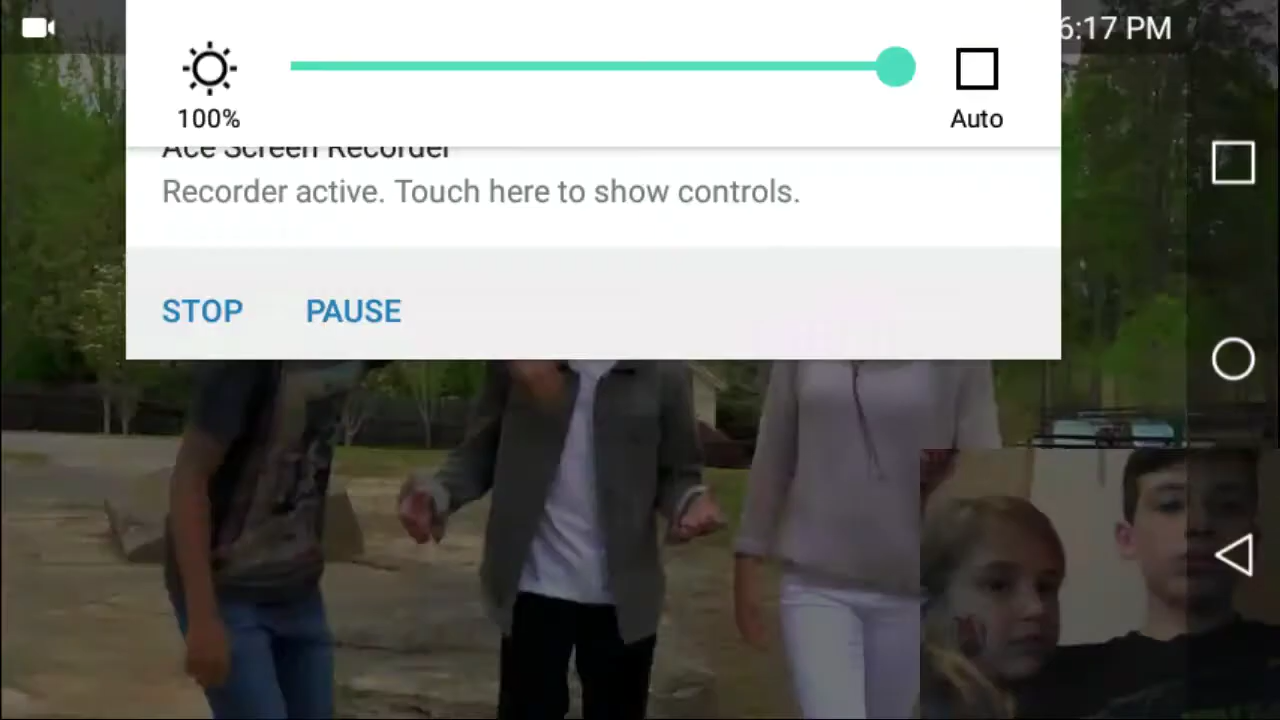 6:17 PM
100%
Auto
Ace Screen Recorder
Recorder active. Touch here to show controls.
STOP PAUSE